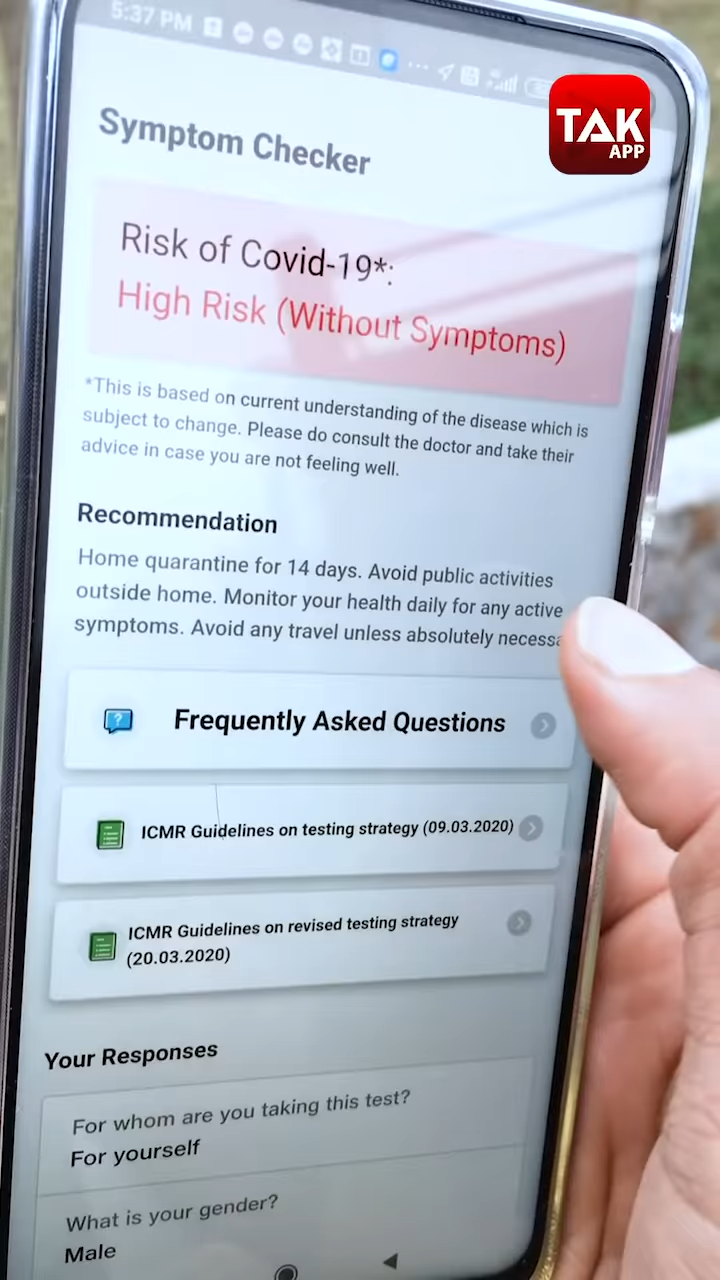 5:37 PM
TAK
APP
Symptom Checker
Risk of Covid-19*:
High Risk (Without Symptoms)
*This is based on current understanding of the disease which is
subject to change. Please do consult the doctor and take their
advice in case you are not feeling well.
Recommendation
Home quarantine for 14 days. Avoid public activities
outside home. Monitor your health daily for any active
symptoms. Avoid any travel unless absolutely necessa
Frequently Asked Questions
ICMR Guidelines on testing strategy (09.03.2020)
ICMR Guidelines on revised testing strategy
(20.03.2020)
Your Responses
For whom are you taking this test?
For yourself
What is your gender?
Male